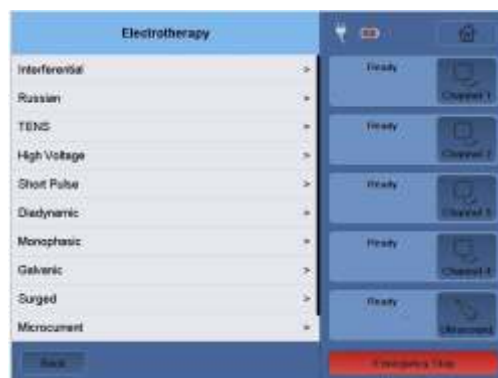 Electrotherapy
Interferential
Russian
TENS
High Voltage
Short Pulse
Diadynamic
Monophasic
Galvanic
Surged
Microcurrent
Back
Ready
Channel 1
Ready
Channel 2
Ready
Channel 3
Ready
Channel 4
Ready
Ultrasound
Emergency Stop